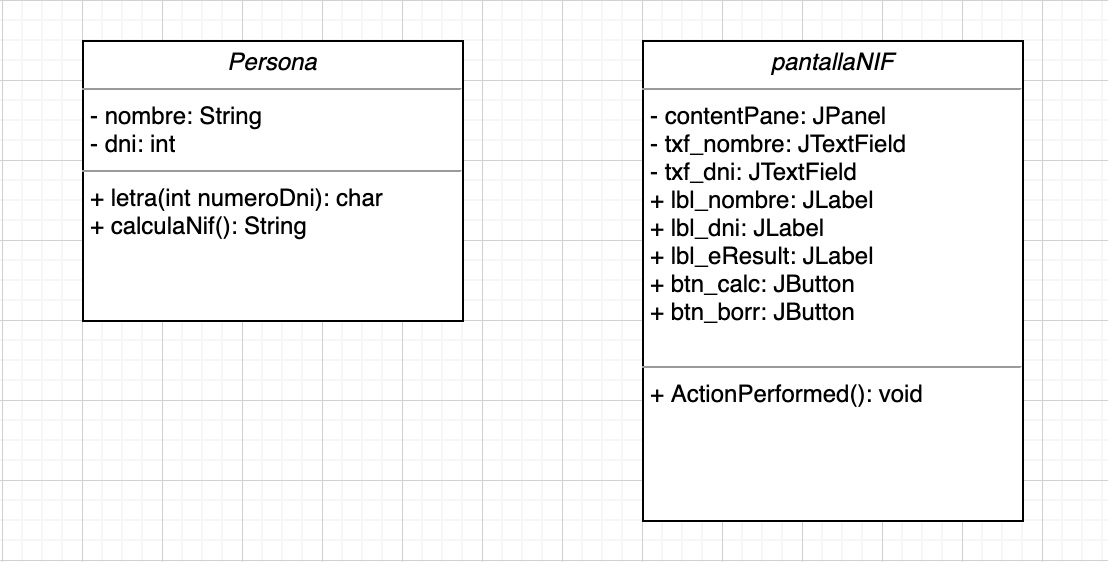 Persona
- nombre: String
- dni: int
+ letra(int numeroDni): char
+ calculaNif(): String
pantallaNIF
- contentPane: JPanel
- txf_nombre: JTextField
- txf_dni: JTextField
+ lbl_nombre: JLabel
+ lbl_dni: JLabel
+ lbl_eResult: JLabel
+ btn_calc: JButton
+ btn_borr: JButton
+ ActionPerformed(): void